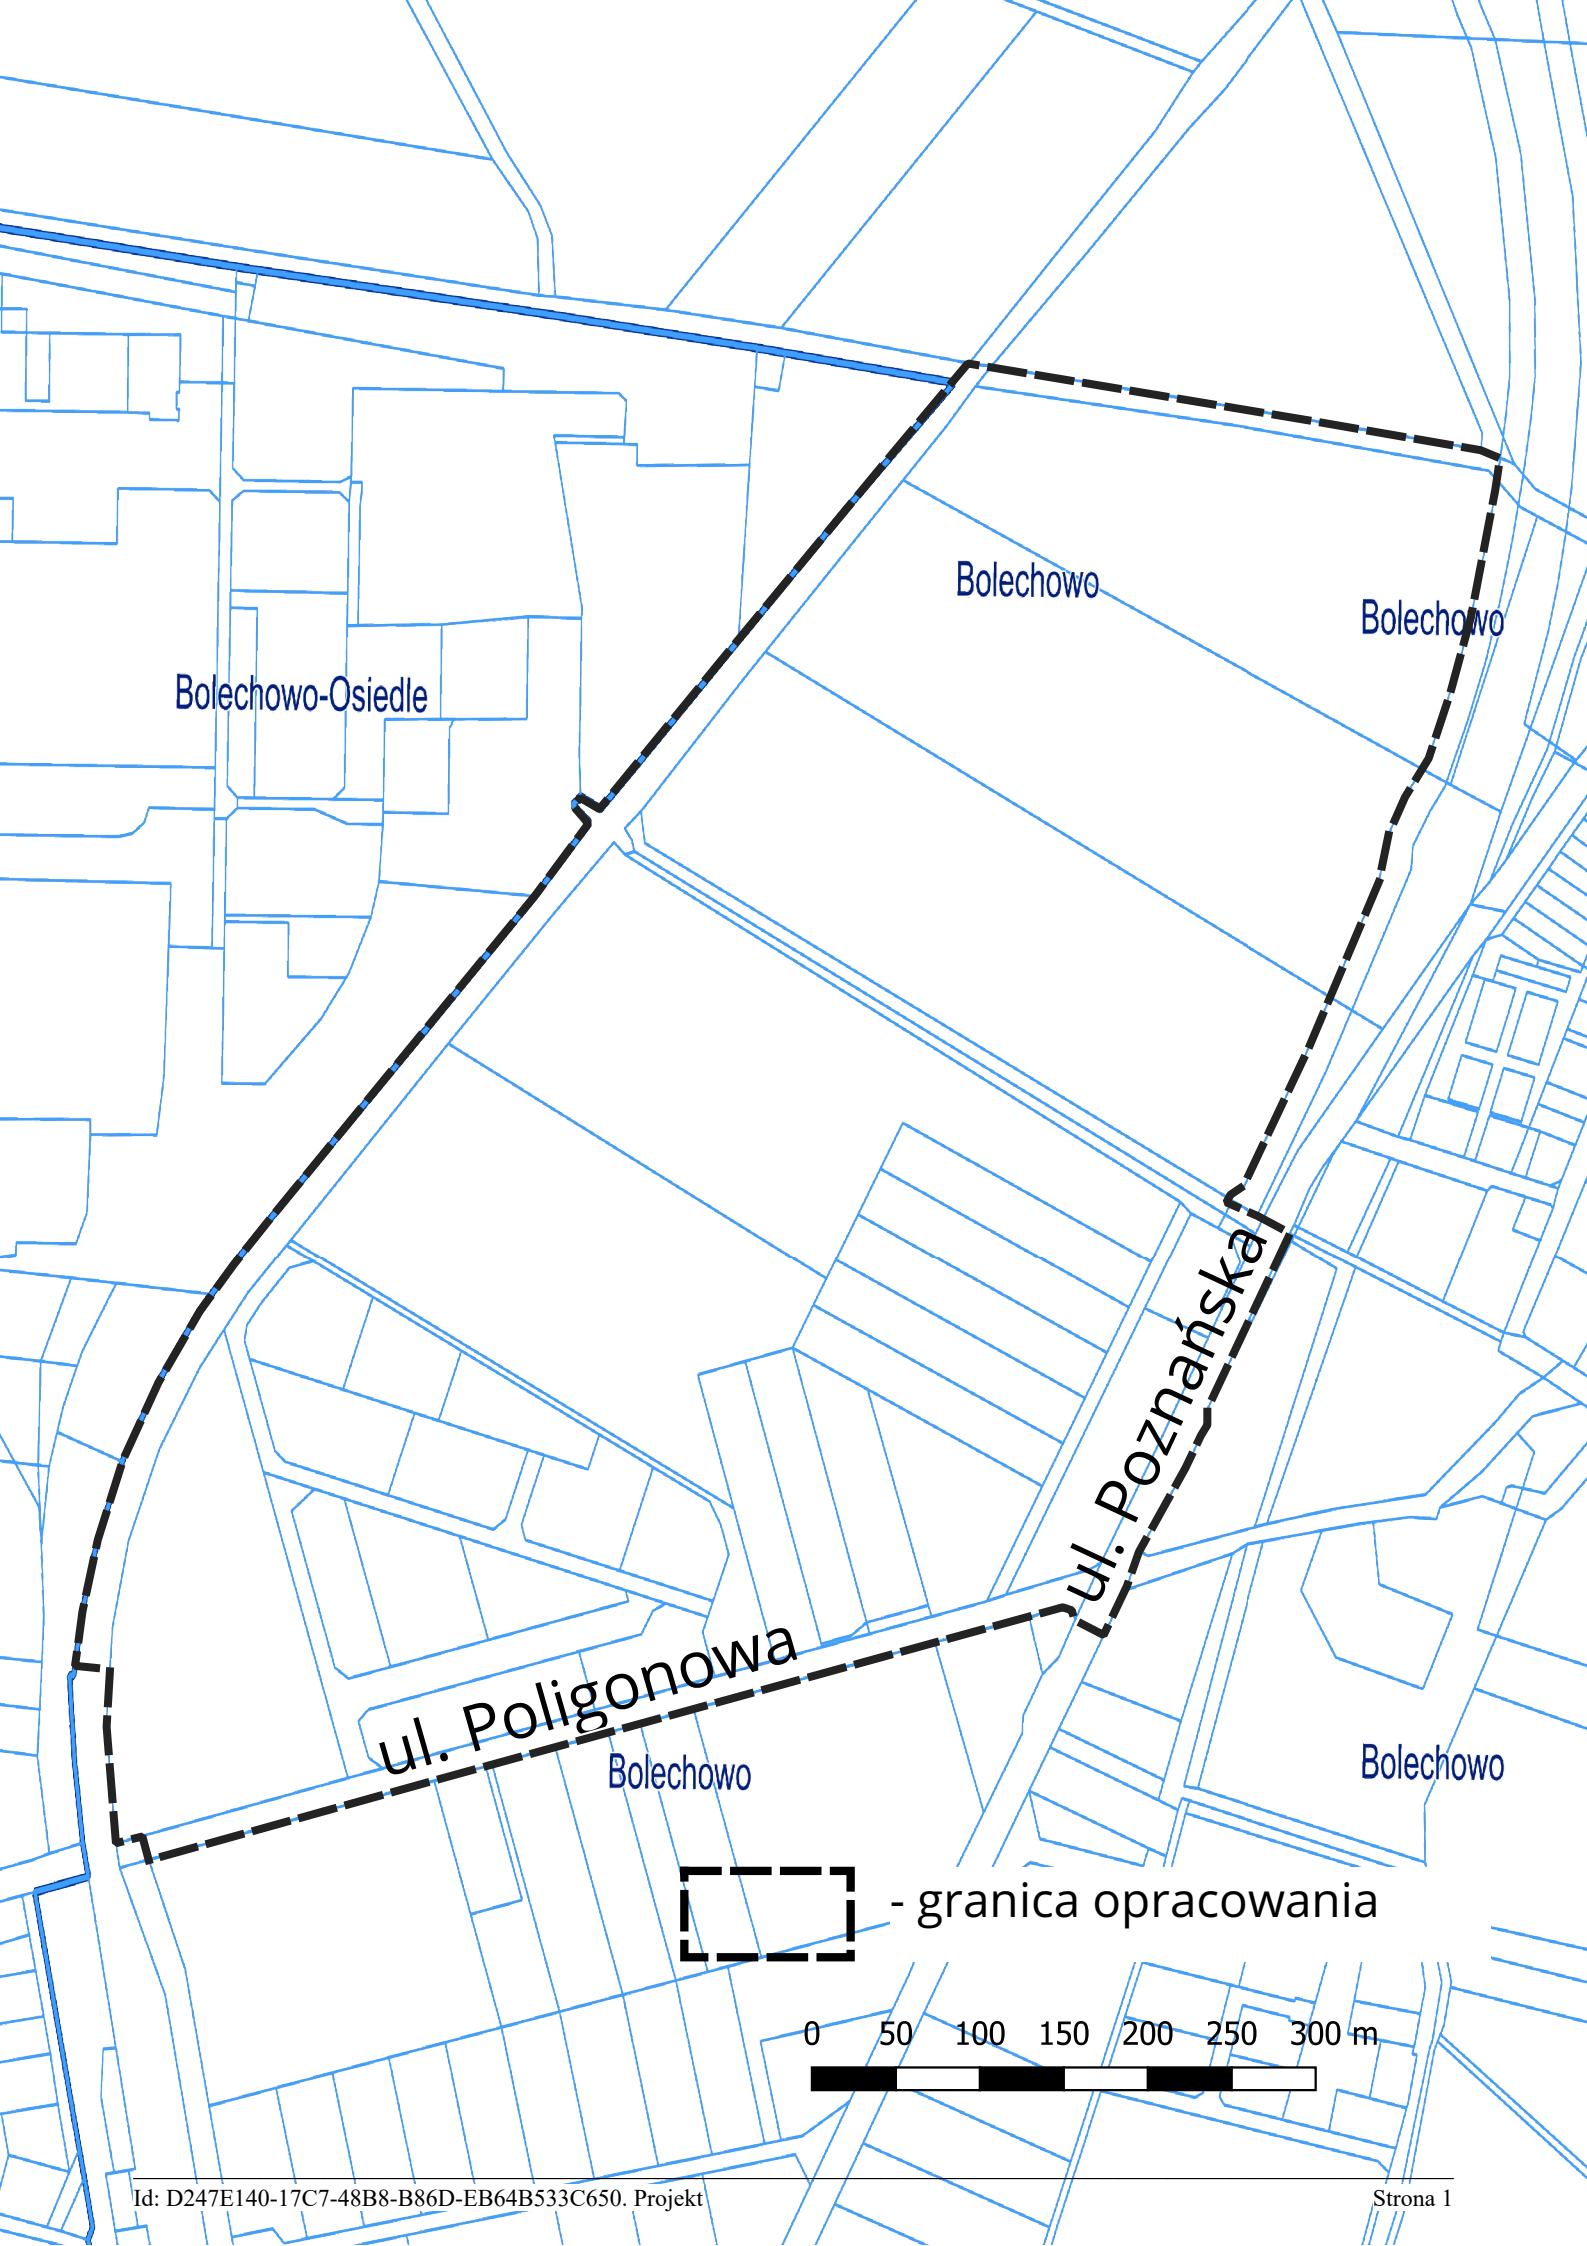 Bolechowo
Bolechowo
Bolechowo-Osiedle
ul. Poznańska
ul. Poligonowa
Bolechowo
Bolechowo
- granica opracowania
0 50 100 150 200 250 300 m
Id: D247E140-17C7-48B8-B86D-EB64B533C650. Projekt Strona 1